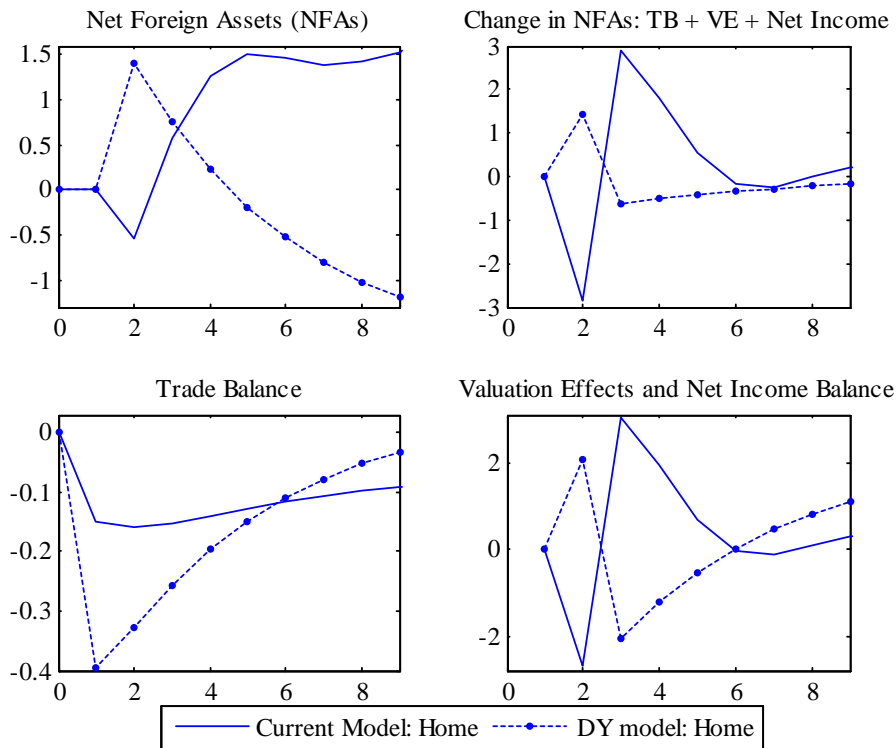 Net Foreign Assets (NFAs)
Change in NFAs: TB + VE + Net Income
1.5
1
0.5
0
-0.5
-1
0 2 4 6 8
3
2
1
0
-1
-2
-3
0 2 4 6 8
Trade Balance
Valuation Effects and Net Income Balance
0
-0.1
-0.2
-0.3
-0.4
0 2 4 6 8
2
0
-2
0 2 4 6 8
Current Model: Home
DY model: Home